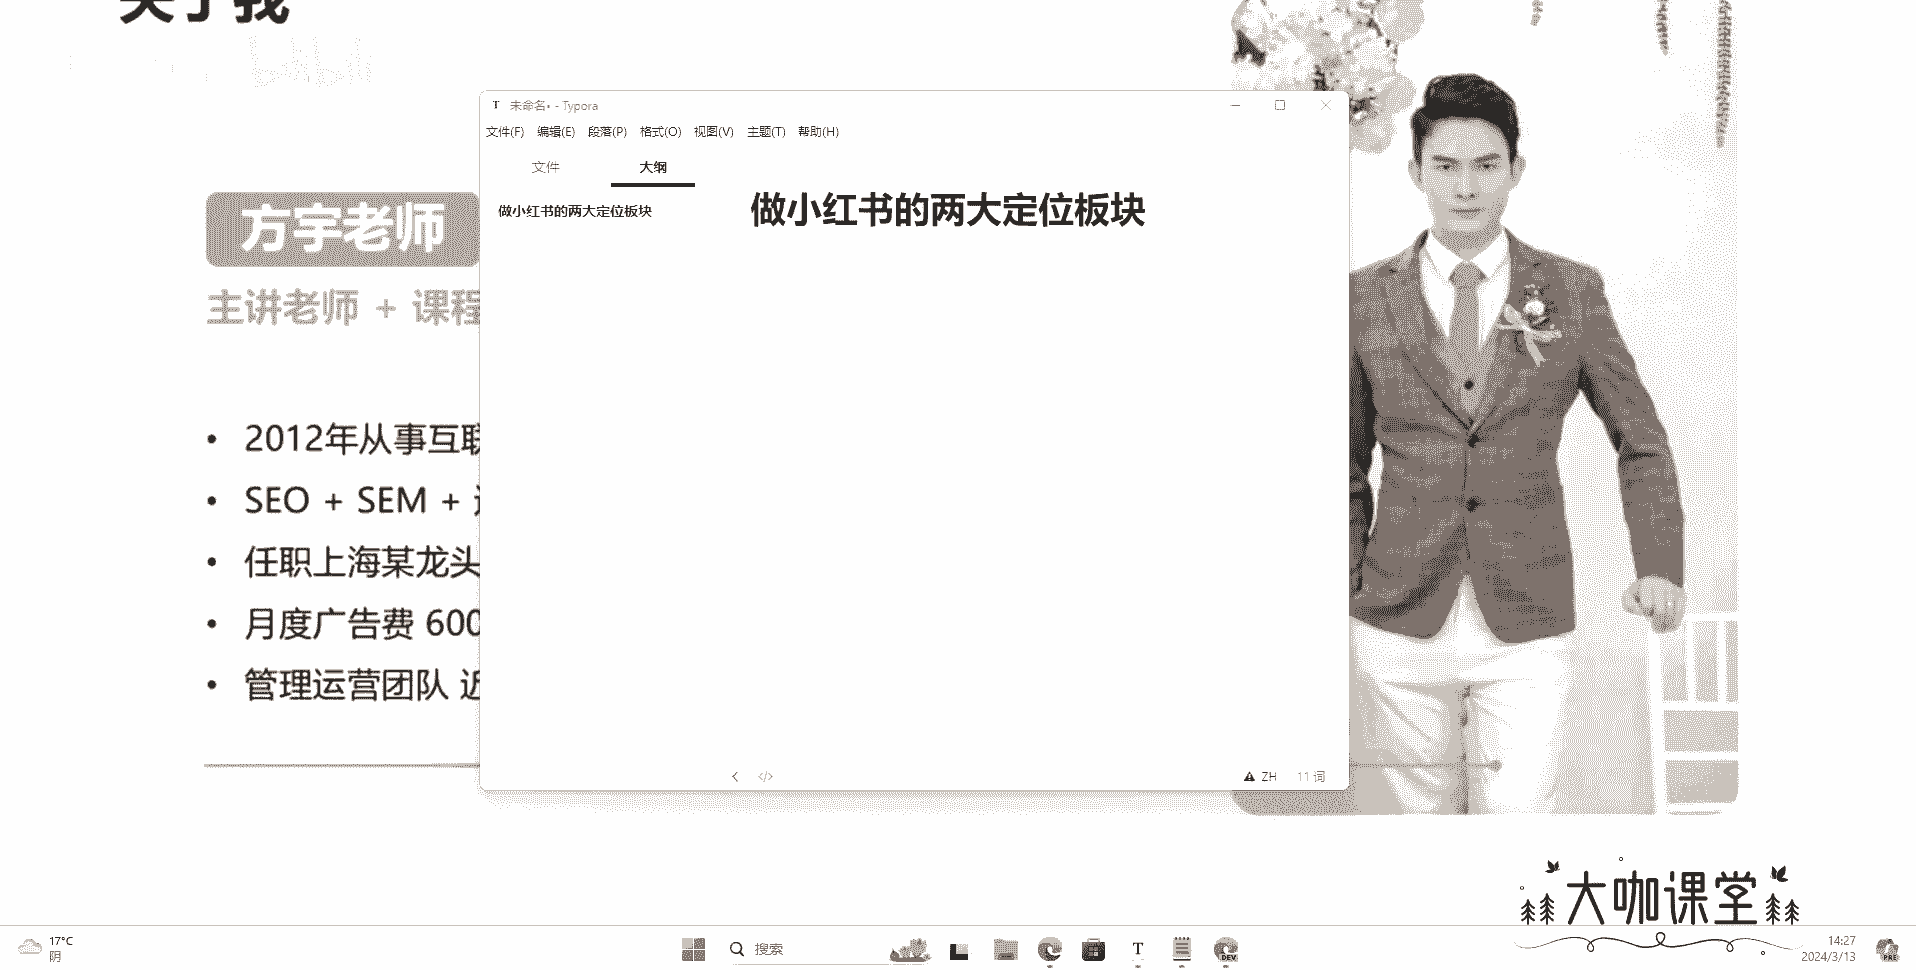 关于我
bilibili
未命名• - Typora
文件(F) 编辑(E) 段落(P) 格式(O) 视图(V) 主题(T) 帮助(H)
文件 大纲
做小红书的两大定位板块
做小红书的两大定位板块
方宇老师
主讲老师 + 课程
2012年从事互联
SEO + SEM +
任职上海某龙头
月度广告费 600
管理运营团队 近
</>
ZH 11 词
大咖课堂
17°C
阴
搜索
T
DEV
14:27
2024/3/13
PRE